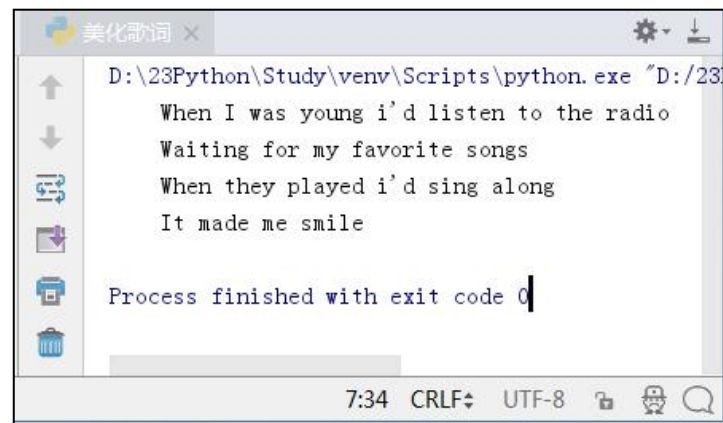 美化歌词 ×
D:\23Python\Study\venv\Scripts\python.exe "D:/23
When I was young i'd listen to the radio
Waiting for my favorite songs
When they played i'd sing along
It made me smile
Process finished with exit code 0
7:34 CRLF UTF-8